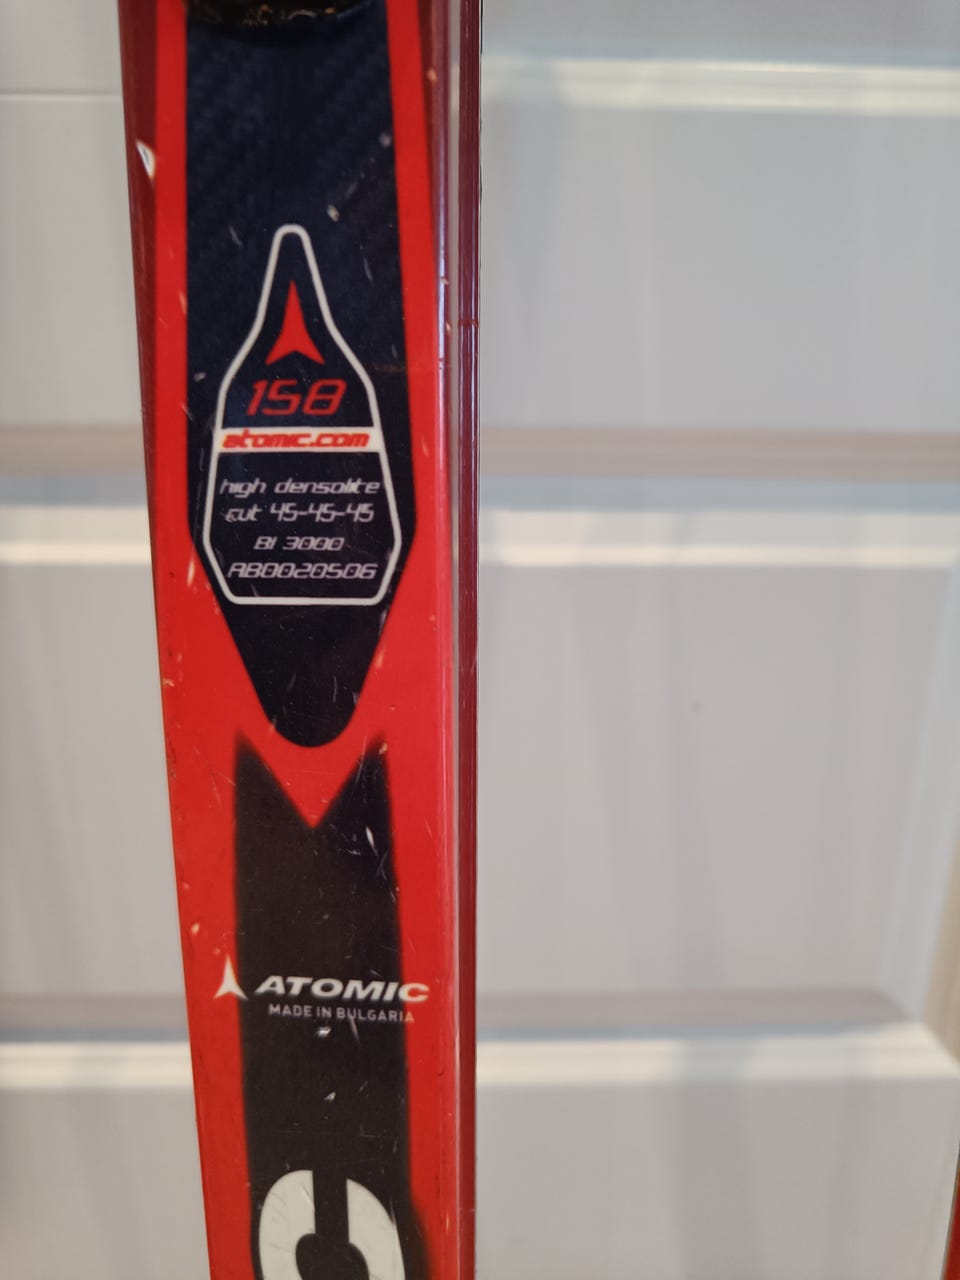 158
atomic.com
high densolite
cut 45-45-45
BI 3000
AB0020506
ATOMIC
MADE IN BULGARIA